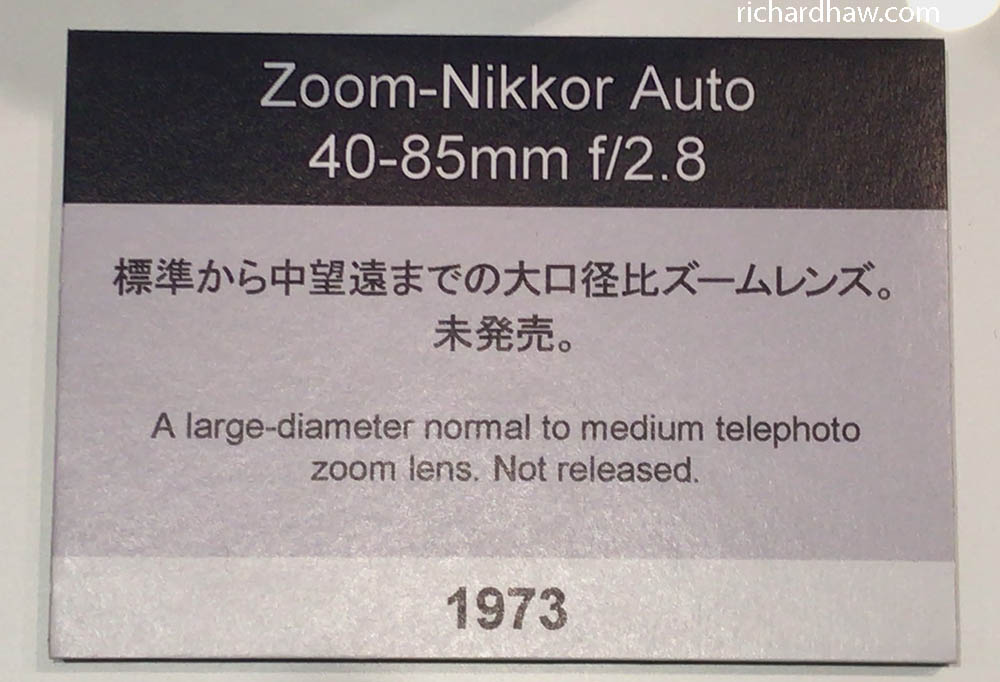 richardhaw.com
Zoom-Nikkor Auto
40-85mm f/2.8
標準から中望遠までの大口径比ズームレンズ。
未発売。
A large-diameter normal to medium telephoto
zoom lens. Not released.
1973